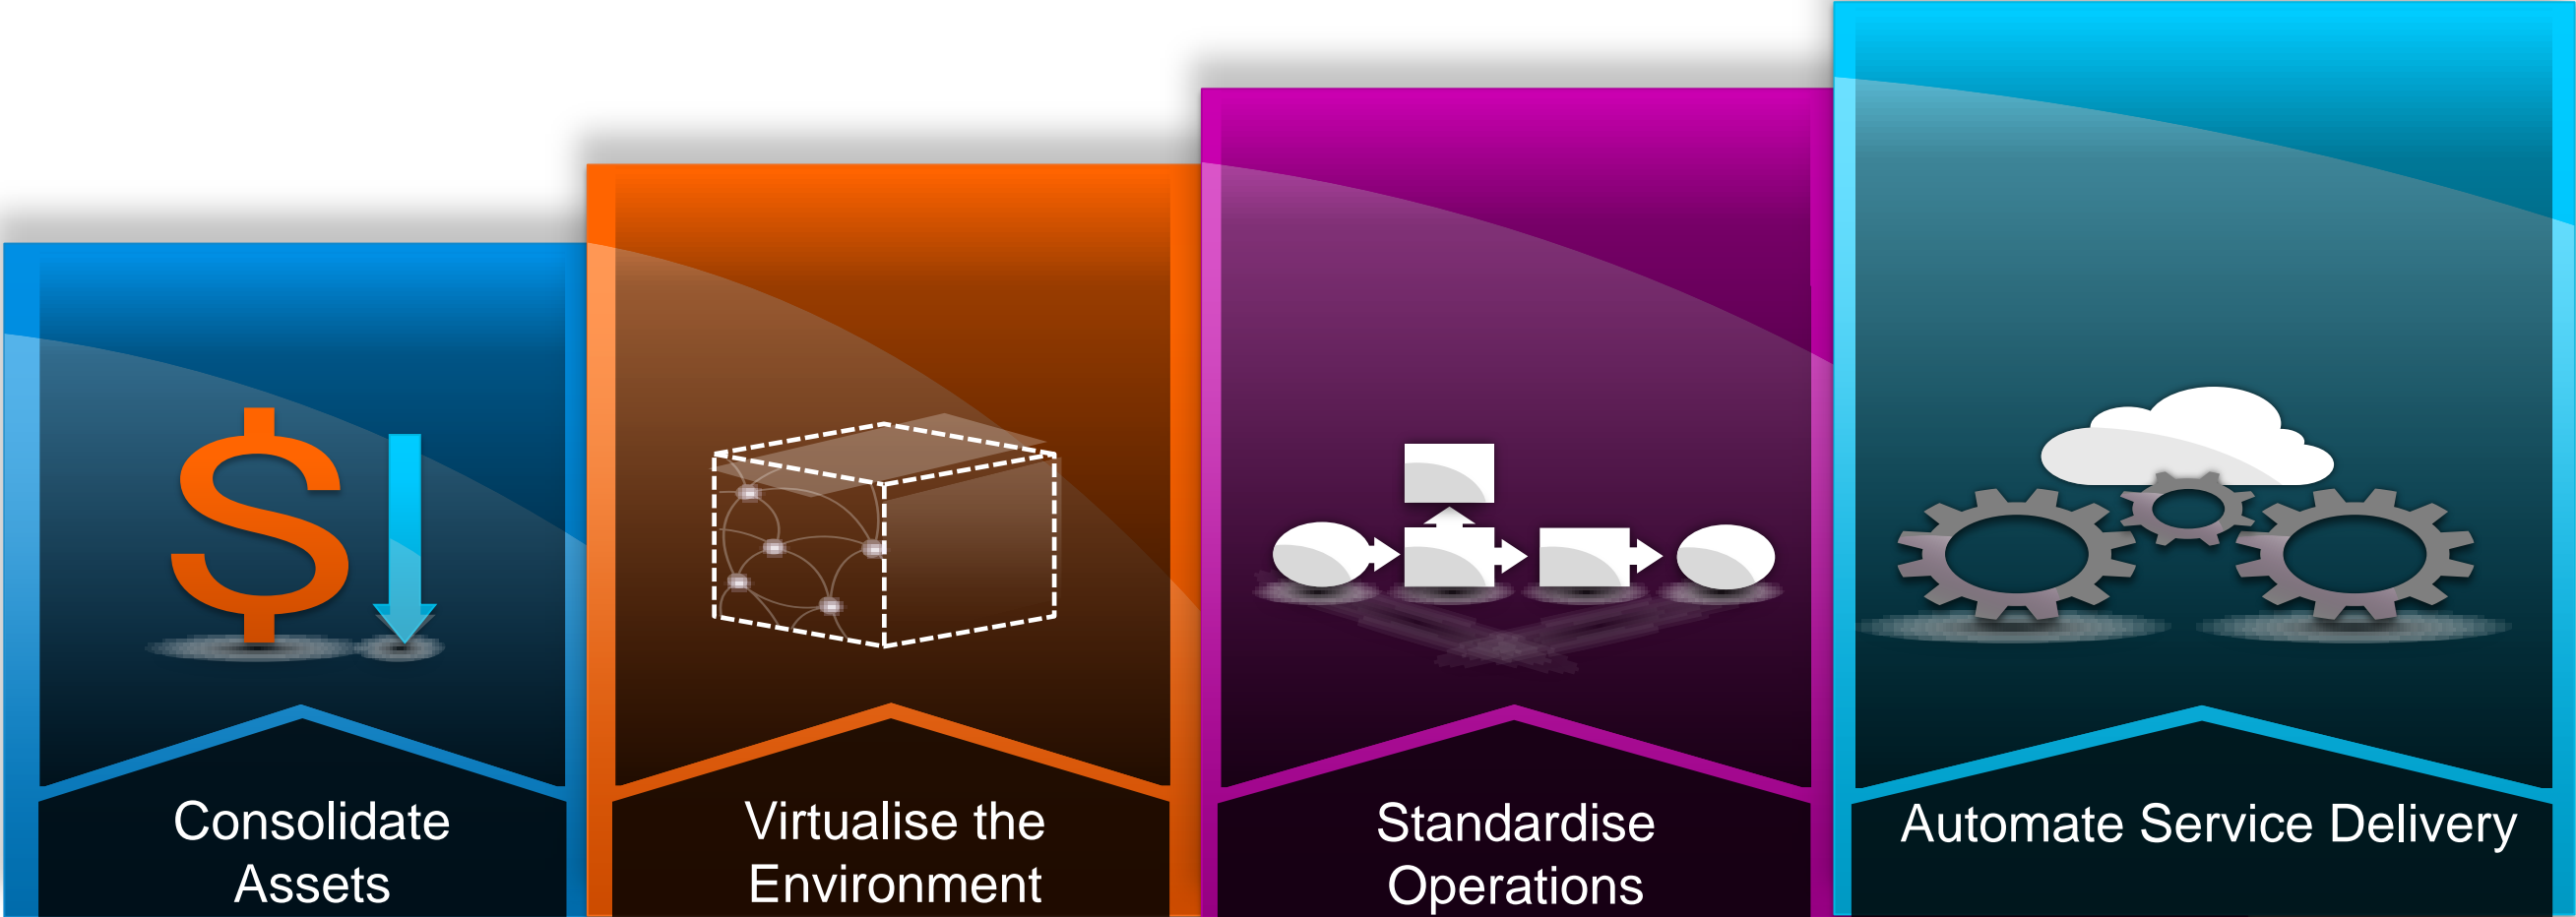 $
Consolidate
Assets
Virtualise the
Environment
Standardise
Operations
Automate Service Delivery